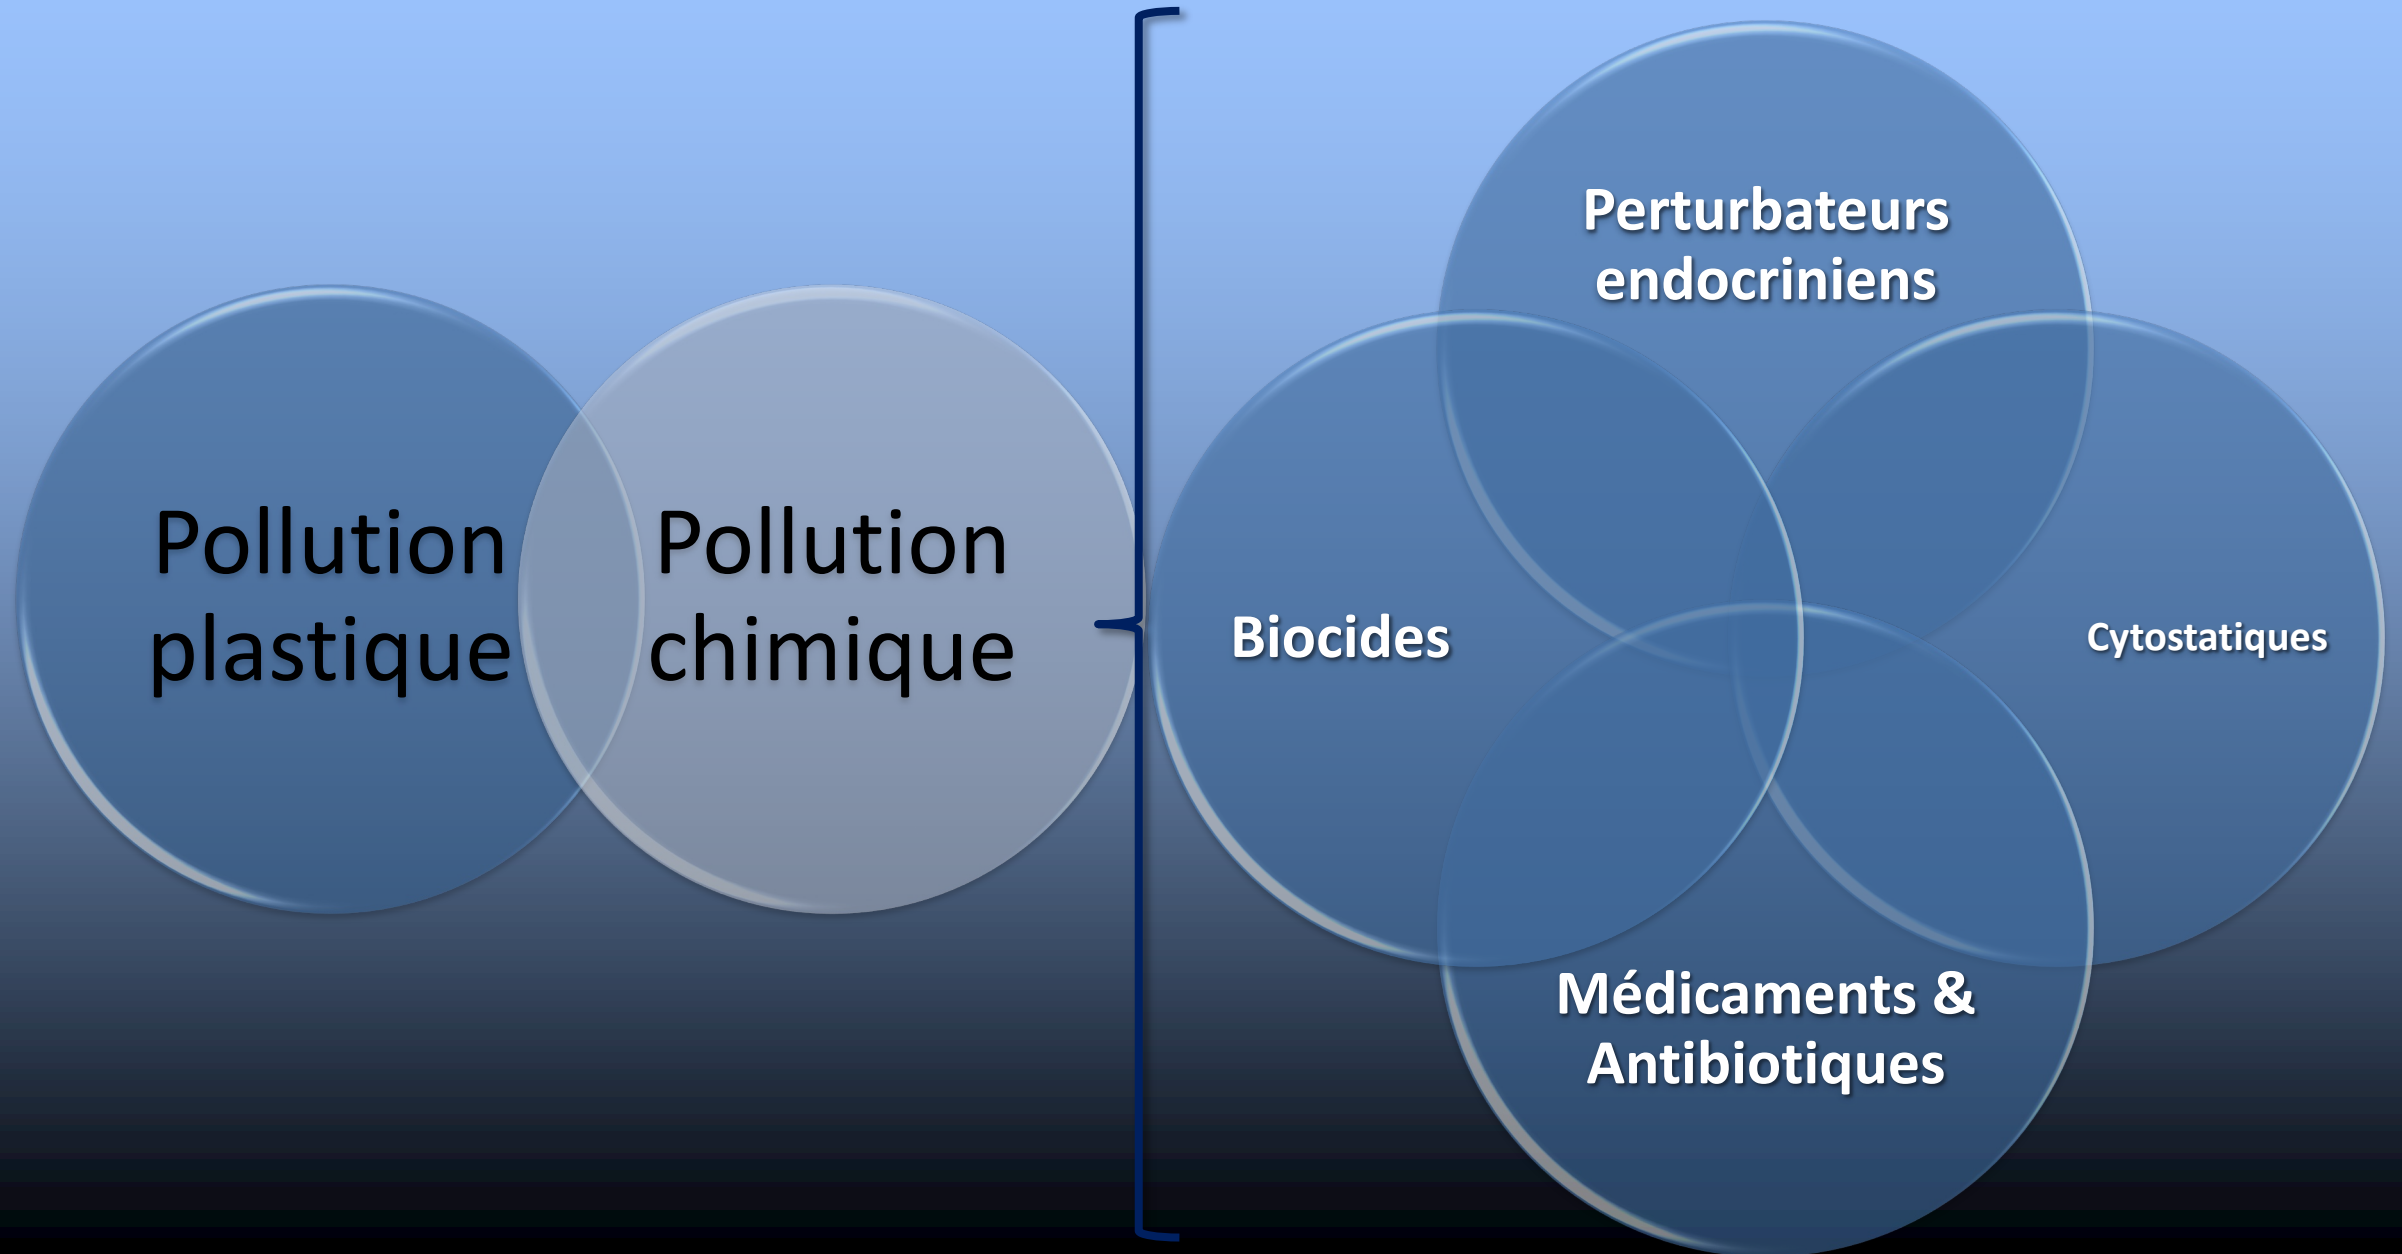 Pollution
plastique
Pollution
chimique
Perturbateurs
endocriniens
Biocides
Cytostatiques
Médicaments &
Antibiotiques